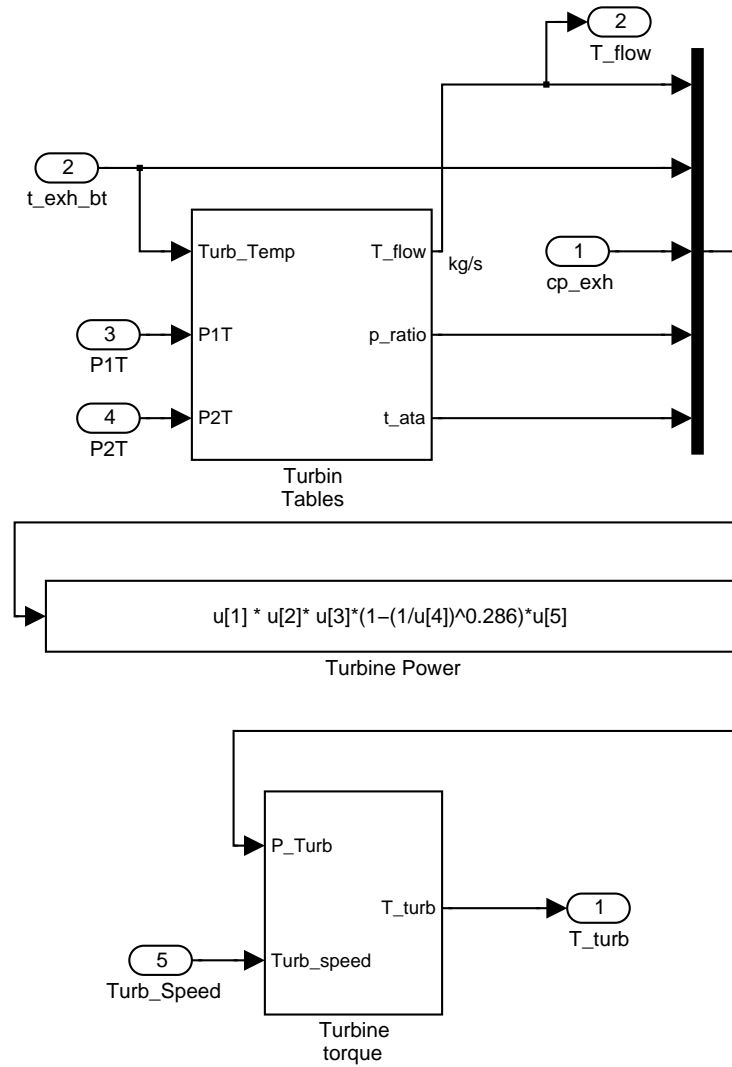 2
T_flow
2
t_exh_bt
Turb_Temp
T_flow
kg/s
1
cp_exh
3
P1T
P1T
p_ratio
4
P2T
P2T
t_ata
Turbin
Tables
u[1] * u[2]* u[3]*(1−(1/u[4])^0.286)*u[5]
Turbine Power
P_Turb
T_turb
1
T_turb
5
Turb_Speed
Turb_speed
Turbine
torque